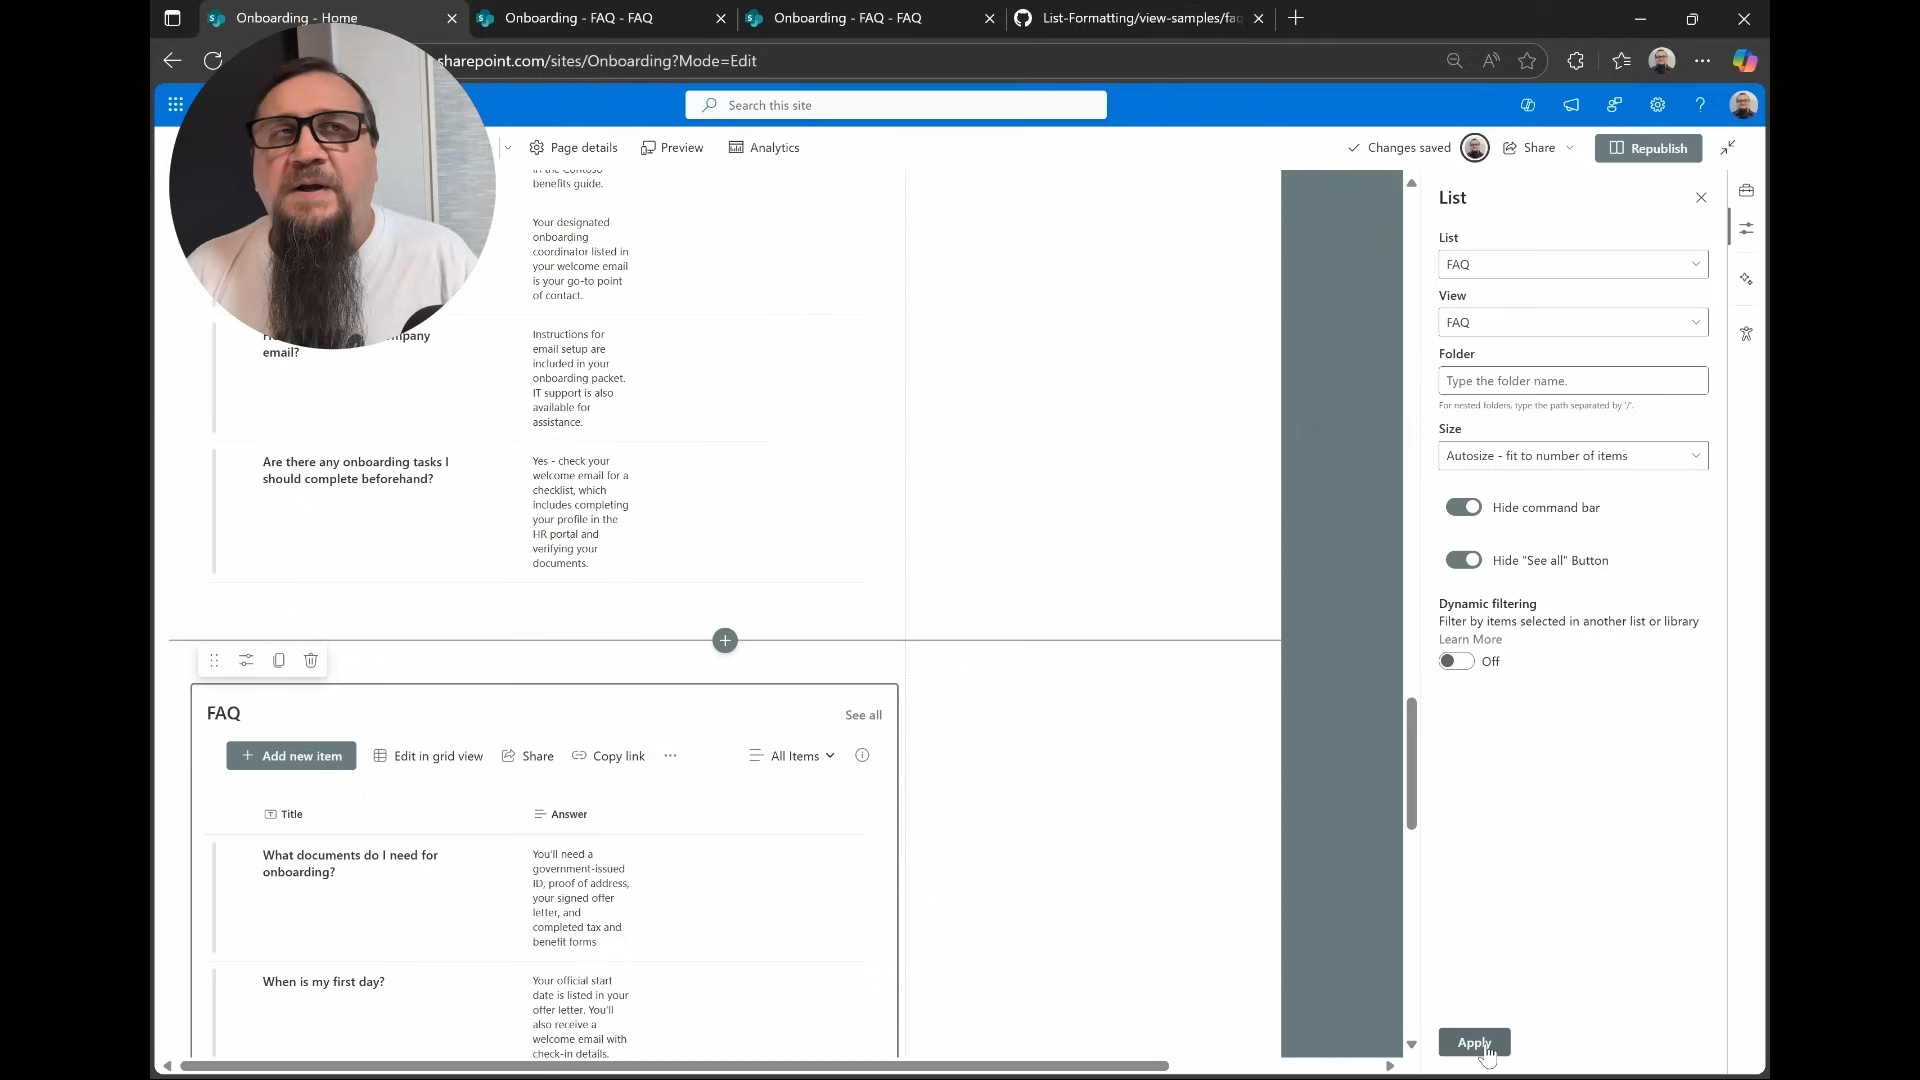 Onboarding - Home
Onboarding - FAQ - FAQ
Onboarding - FAQ - FAQ
List-Formatting/view-samples/faq
sharepoint.com/sites/Onboarding?Mode=Edit
Search this site
Page details
Preview
Analytics
Changes saved
Share
Republish
in the Contoso
benefits guide.
Your designated
onboarding
coordinator listed in
your welcome email
is your go-to point
of contact.
email?
Instructions for
email setup are
included in your
onboarding packet.
IT support is also
available for
assistance.
Are there any onboarding tasks I
should complete beforehand?
Yes - check your
welcome email for a
checklist, which
includes completing
your profile in the
HR portal and
verifying your
documents.
FAQ
See all
Add new item
Edit in grid view
Share
Copy link
All Items
Title
Answer
What documents do I need for
onboarding?
You'll need a
government-issued
ID, proof of address,
your signed offer
letter, and
completed tax and
benefit forms
When is my first day?
Your official start
date is listed in your
offer letter. You'll
also receive a
welcome email with
check-in details.
List
List
FAQ
View
FAQ
Folder
Type the folder name.
For nested folders, type the path separated by '/'.
Size
Autosize - fit to number of items
Hide command bar
Hide "See all" Button
Dynamic filtering
Filter by items selected in another list or library
Learn More
Off
Apply